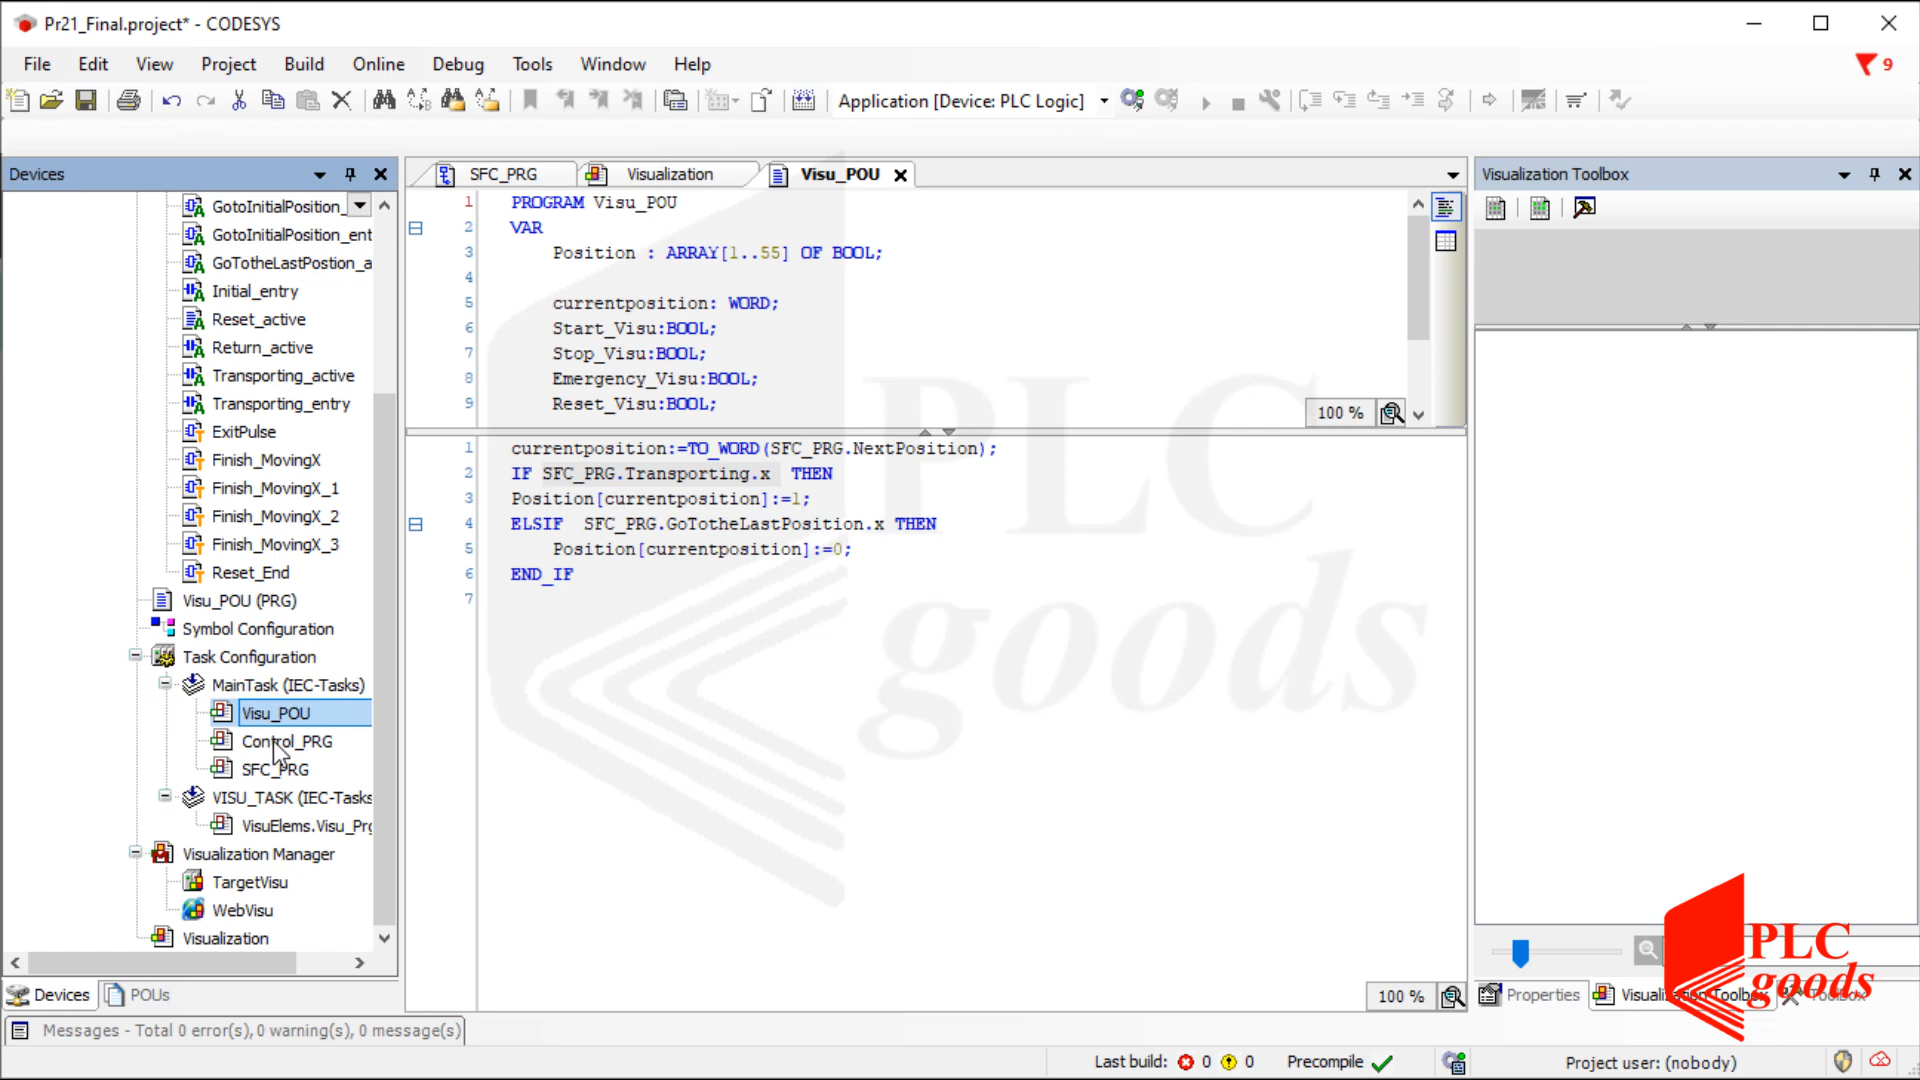 Pr21_Final.project* - CODESYS
File Edit View Project Build Online Debug Tools Window Help
9
Application [Device: PLC Logic]
Devices
SFC_PRG
Visualization
Visu_POU
Visualization Toolbox
GotoInitialPosition_
GotoInitialPosition_ent
GoTotheLastPostion_a
Initial_entry
Reset_active
Return_active
Transporting_active
Transporting_entry
ExitPulse
Finish_MovingX
Finish_MovingX_1
Finish_MovingX_2
Finish_MovingX_3
Reset_End
Visu_POU (PRG)
Symbol Configuration
Task Configuration
MainTask (IEC-Tasks)
Visu_POU
Control_PRG
SFC_PRG
VISU_TASK (IEC-Tasks
VisuElems.Visu_Prg
Visualization Manager
TargetVisu
WebVisu
Visualization
Devices
POUs
1 PROGRAM Visu_POU
2 VAR
3 Position : ARRAY[1..55] OF BOOL;
4
5 currentposition: WORD;
6 Start_Visu:BOOL;
7 Stop_Visu:BOOL;
8 Emergency_Visu:BOOL;
9 Reset_Visu:BOOL;
100 %
1 currentposition:=TO_WORD(SFC_PRG.NextPosition);
2 IF SFC_PRG.Transporting.x THEN
3 Position[currentposition]:=1;
4 ELSIF SFC_PRG.GoTotheLastPosition.x THEN
5 Position[currentposition]:=0;
6 END_IF
7
100 %
PLC
goods
PLC
goods
Properties
Visualization Toolbox
Toolbox
Messages - Total 0 error(s), 0 warning(s), 0 message(s)
Last build: 0 0 Precompile
Project user: (nobody)